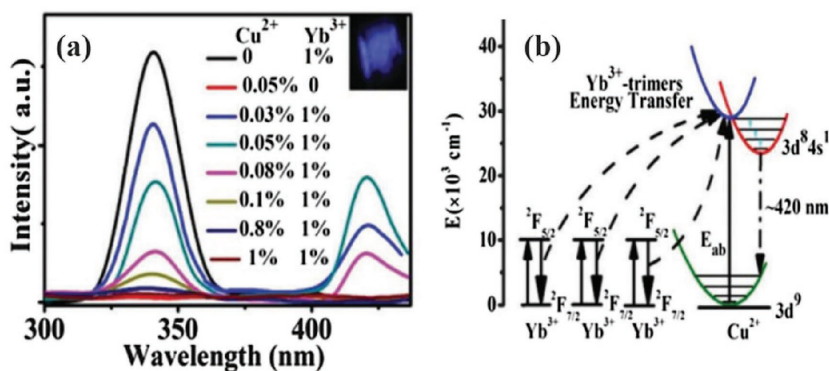 (a)
Cu2+ Yb3+
0 1%
0.05% 0
0.03% 1%
0.05% 1%
0.08% 1%
0.1% 1%
0.8% 1%
1% 1%
Intensity( a.u.)
300 350 400
Wavelength (nm)
(b)
E(×10³ cm⁻¹)
40
30
20
10
0
Yb³⁺-trimers
Energy Transfer
3d⁸4s¹
~420 nm
Eab
²F5/2 ²F5/2 ²F5/2
²F7/2 ²F7/2 ²F7/2
3d⁹
Yb³⁺ Yb³⁺ Yb³⁺ Cu²⁺